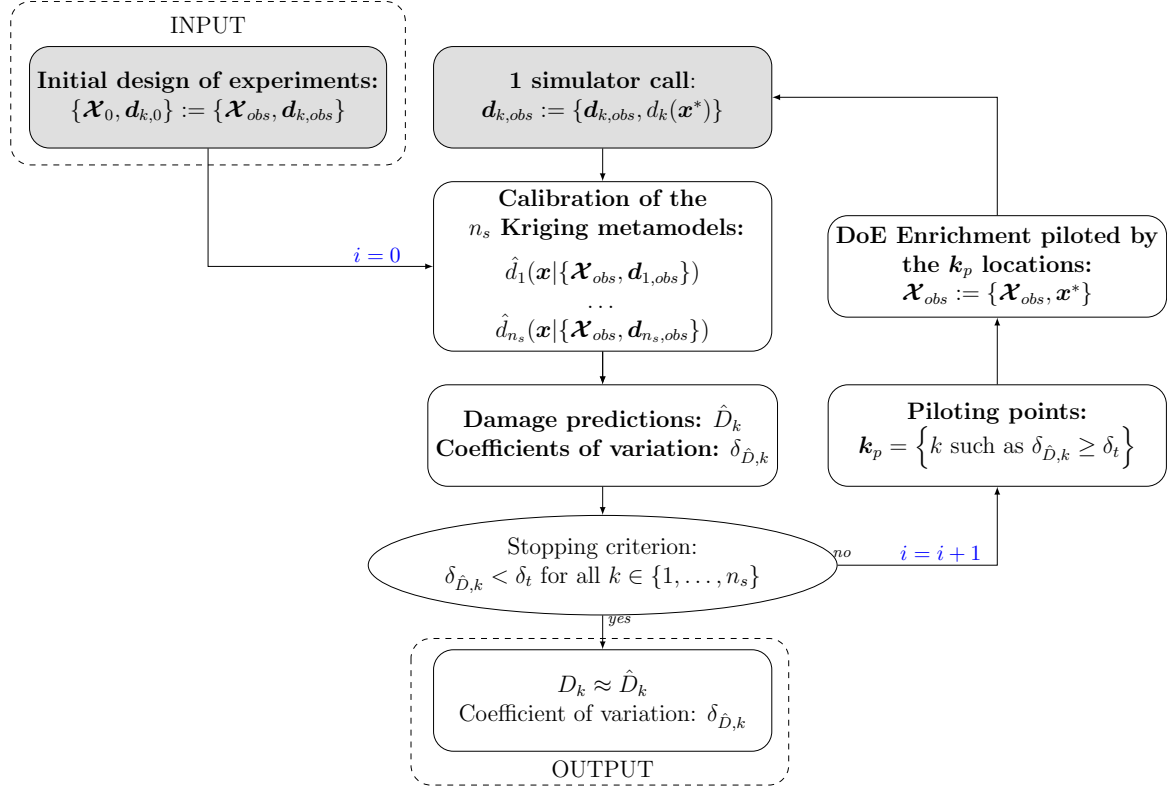 INPUT
Initial design of experiments:
{𝓧₀, 𝒅ₖ,₀} := {𝓧_obs, 𝒅_{k,obs}}
1 simulator call:
𝒅_{k,obs} := {𝒅_{k,obs}, d_k(𝒙*)}
Calibration of the
n_s Kriging metamodels:
d̂_1(𝒙|{𝓧_obs, 𝒅_{1,obs}})
...
d̂_{n_s}(𝒙|{𝓧_obs, 𝒅_{n_s,obs}})
i = 0
DoE Enrichment piloted by
the 𝒌_p locations:
𝓧_obs := {𝓧_obs, 𝒙*}
Damage predictions: D̂_k
Coefficients of variation: δ_{D̂,k}
Piloting points:
𝒌_p = {k such as δ_{D̂,k} ≥ δ_t}
Stopping criterion:
δ_{D̂,k} < δ_t for all k ∈ {1, . . . , n_s}
no
i = i + 1
yes
D_k ≈ D̂_k
Coefficient of variation: δ_{D̂,k}
OUTPUT